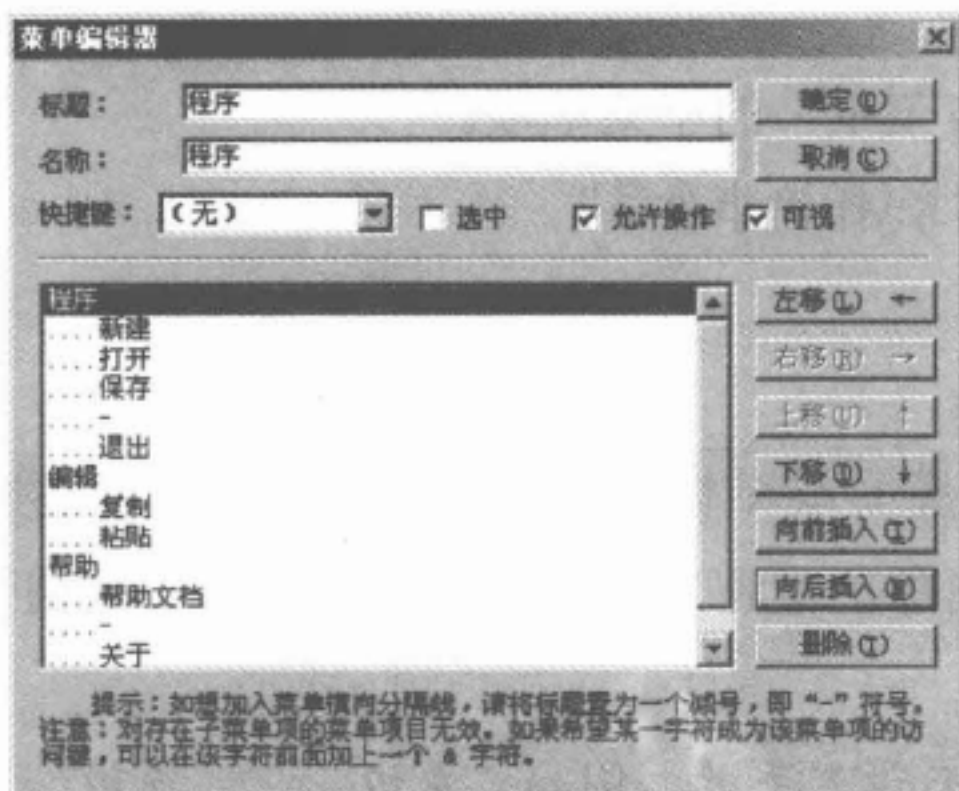 菜单编辑器
标题： 程序 确定(O)
名称： 程序 取消(C)
快捷键： （无） 选中 允许操作 可视
程序 左移(L) ←
....新建
....打开 右移(R) →
....保存
....- 上移(U) ↑
....退出
编辑 下移(D) ↓
....复制
....粘贴 向前插入(I)
帮助
....帮助文档 向后插入(N)
....-
....关于 删除(T)
提示：如想加入菜单横向分隔线，请将标题置为一个减号，即“-”符号。
注意：对存在子菜单项的菜单项目无效。如果希望某一字符成为该菜单项的访
问键，可以在该字符前面加上一个 & 字符。